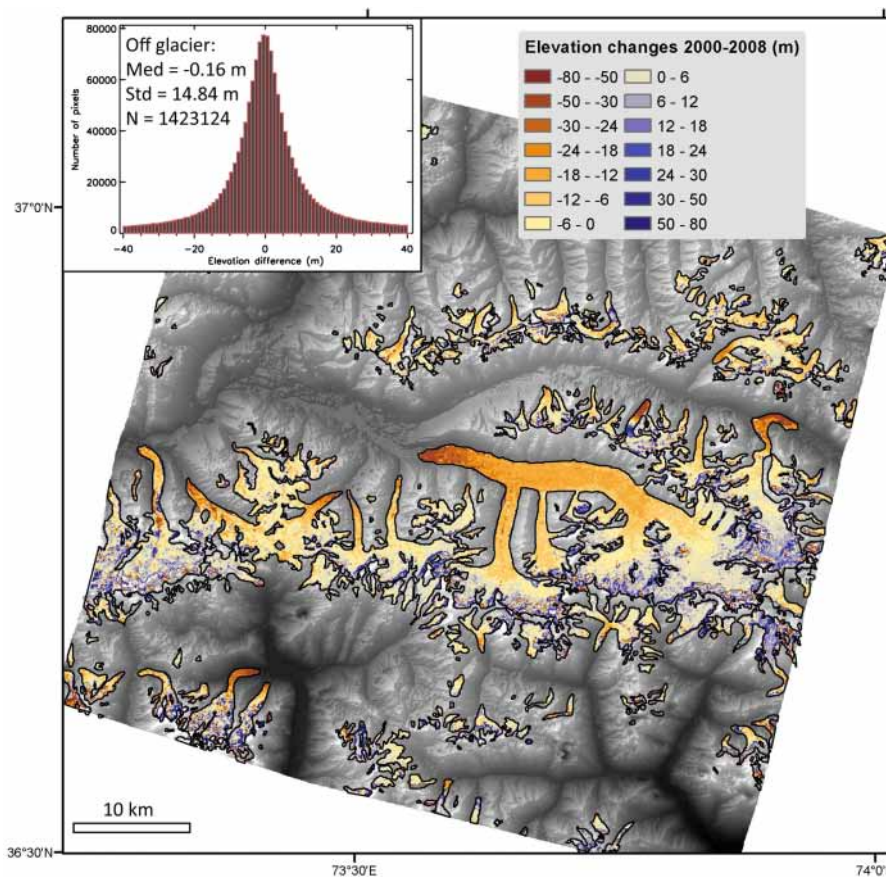 80000
60000
40000
20000
0
Number of pixels
Off glacier:
Med = -0.16 m
Std = 14.84 m
N = 1423124
-40
-20
0
20
40
Elevation difference (m)
Elevation changes 2000-2008 (m)
-80 - -50
-50 - -30
-30 - -24
-24 - -18
-18 - -12
-12 - -6
-6 - 0
0 - 6
6 - 12
12 - 18
18 - 24
24 - 30
30 - 50
50 - 80
37°0'N
10 km
36°30'N
73°30'E
74°0'E